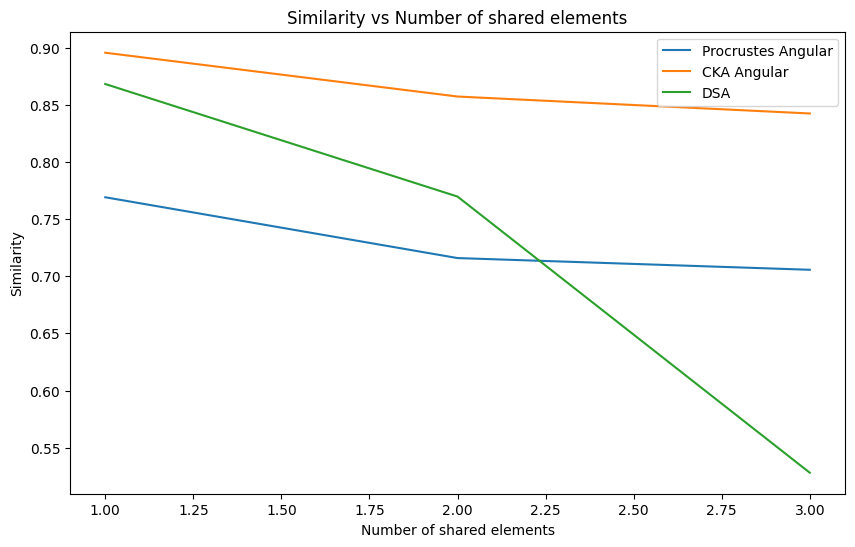 Similarity vs Number of shared elements
Procrustes Angular
CKA Angular
DSA
0.90
0.85
0.80
0.75
0.70
0.65
0.60
0.55
Similarity
1.00 1.25 1.50 1.75 2.00 2.25 2.50 2.75 3.00
Number of shared elements